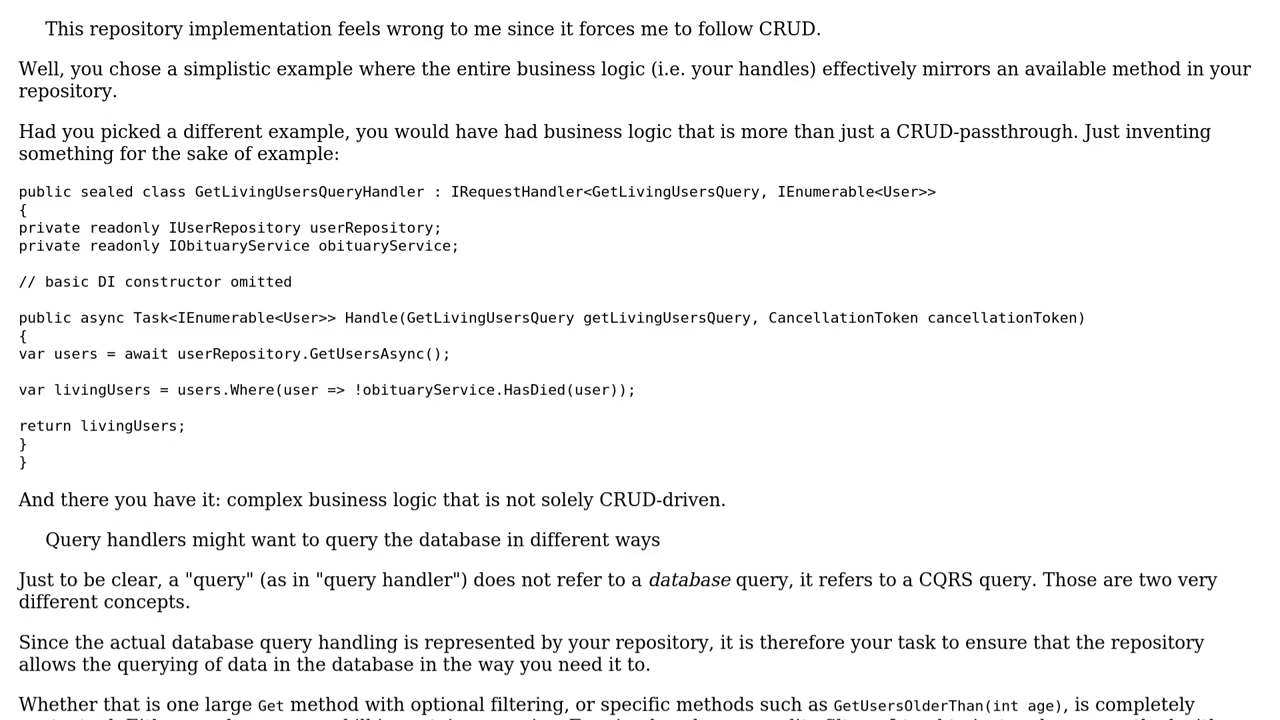 This repository implementation feels wrong to me since it forces me to follow CRUD.
Well, you chose a simplistic example where the entire business logic (i.e. your handles) effectively mirrors an available method in your
repository.
Had you picked a different example, you would have had business logic that is more than just a CRUD-passthrough. Just inventing
something for the sake of example:
public sealed class GetLivingUsersQueryHandler : IRequestHandler<GetLivingUsersQuery, IEnumerable<User>>
{
private readonly IUserRepository userRepository;
private readonly IObituaryService obituaryService;
// basic DI constructor omitted
public async Task<IEnumerable<User>> Handle(GetLivingUsersQuery getLivingUsersQuery, CancellationToken cancellationToken)
{
var users = await userRepository.GetUsersAsync();
var livingUsers = users.Where(user => !obituaryService.HasDied(user));
return livingUsers;
}
}
And there you have it: complex business logic that is not solely CRUD-driven.
Query handlers might want to query the database in different ways
Just to be clear, a "query" (as in "query handler") does not refer to a database query, it refers to a CQRS query. Those are two very
different concepts.
Since the actual database query handling is represented by your repository, it is therefore your task to ensure that the repository
allows the querying of data in the database in the way you need it to.
Whether that is one large Get method with optional filtering, or specific methods such as GetUsersOlderThan(int age), is completely